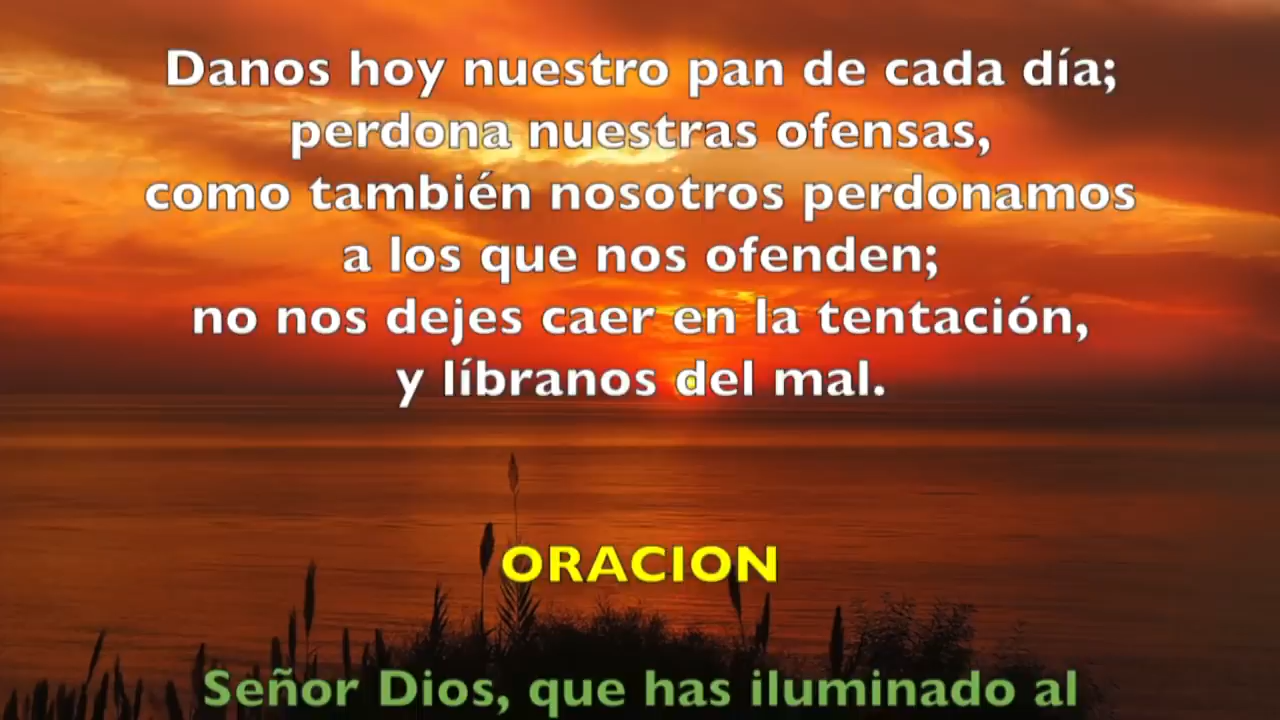 Danos hoy nuestro pan de cada día;
perdona nuestras ofensas,
como también nosotros perdonamos
a los que nos ofenden;
no nos dejes caer en la tentación,
y líbranos del mal.
ORACION
Señor Dios, que has iluminado al